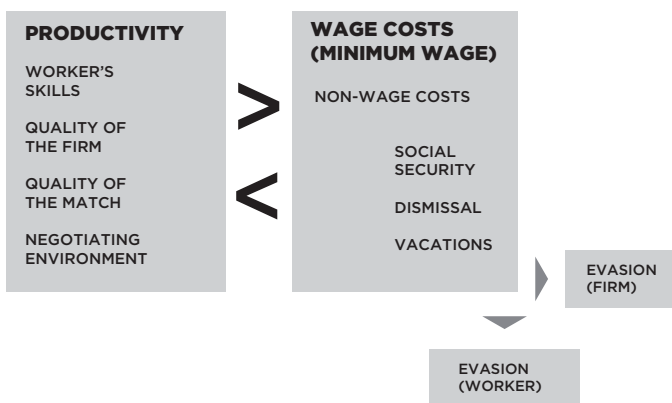 PRODUCTIVITY
WORKER'S
SKILLS
QUALITY OF
THE FIRM
QUALITY OF
THE MATCH
NEGOTIATING
ENVIRONMENT
>
<
WAGE COSTS
(MINIMUM WAGE)
NON-WAGE COSTS
SOCIAL
SECURITY
DISMISSAL
VACATIONS
EVASION
(FIRM)
EVASION
(WORKER)